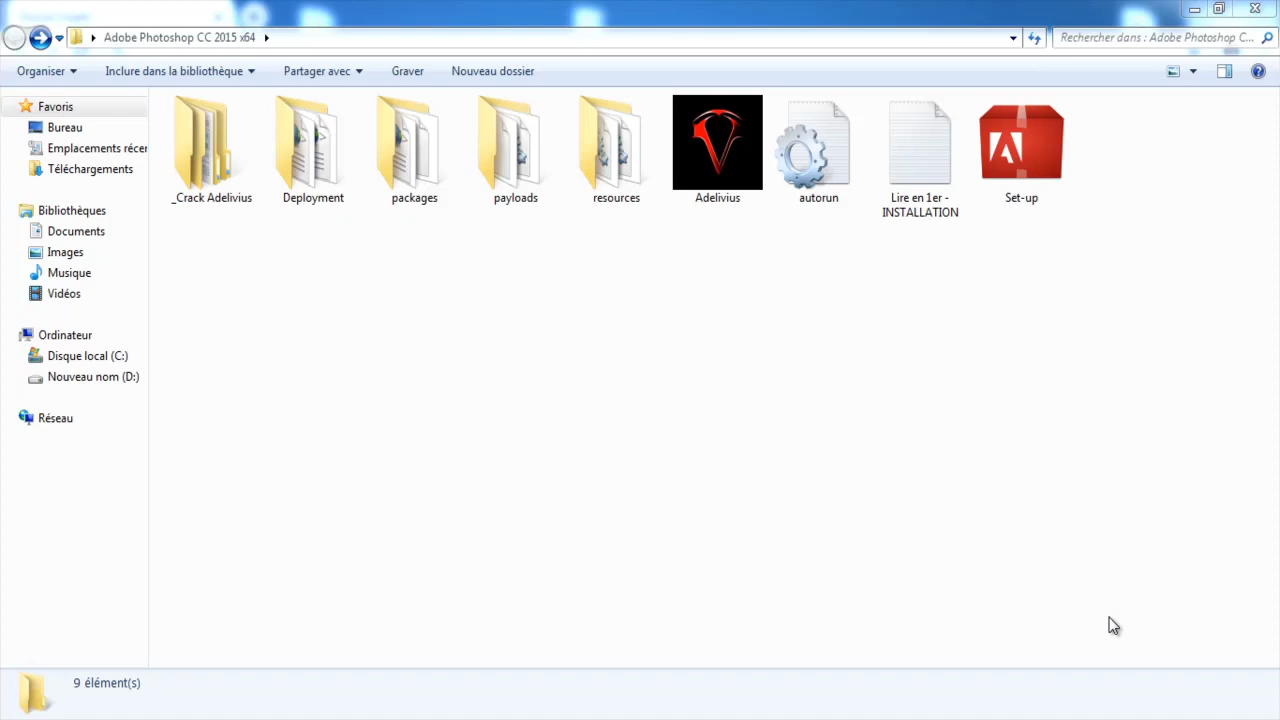 Adobe Photoshop CC 2015 x64
Rechercher dans : Adobe Photoshop C...
Organiser
Inclure dans la bibliothèque
Partager avec
Graver
Nouveau dossier
Favoris
Bureau
Emplacements récer
Téléchargements
Bibliothèques
Documents
Images
Musique
Vidéos
Ordinateur
Disque local (C:)
Nouveau nom (D:)
Réseau
_Crack Adelivius
Deployment
packages
payloads
resources
Adelivius
autorun
Lire en 1er -
INSTALLATION
Set-up
9 élément(s)